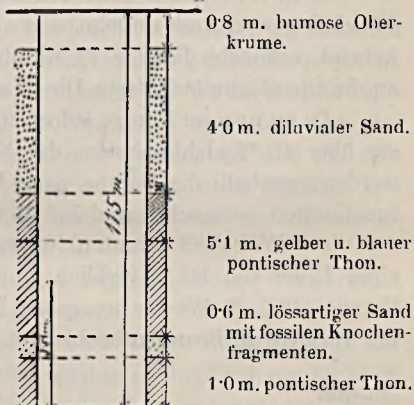 0·8 m. humose Ober-
krume.
4·0 m. diluvialer Sand.
11·5 m.
5·1 m. gelber u. blauer
pontischer Thon.
0·6 m. lössartiger Sand
mit fossilen Knochen-
fragmenten.
1·0 m. pontischer Thon.